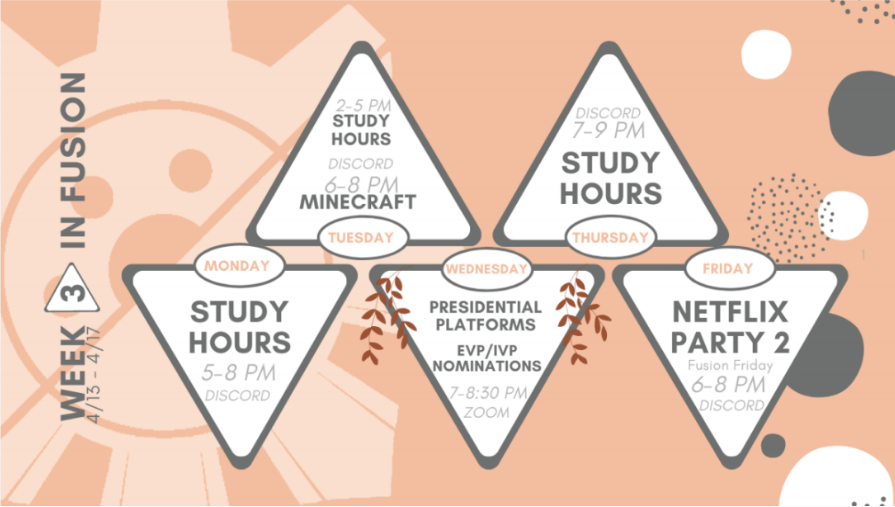 WEEK 3 IN FUSION
4/13 - 4/17
MONDAY
STUDY
HOURS
5-8 PM
DISCORD
2-5 PM
STUDY
HOURS
DISCORD
6-8 PM
MINECRAFT
TUESDAY
WEDNESDAY
PRESIDENTIAL
PLATFORMS
EVP/IVP
NOMINATIONS
7-8:30 PM
ZOOM
DISCORD
7-9 PM
STUDY
HOURS
THURSDAY
FRIDAY
NETFLIX
PARTY 2
Fusion Friday
6-8 PM
DISCORD